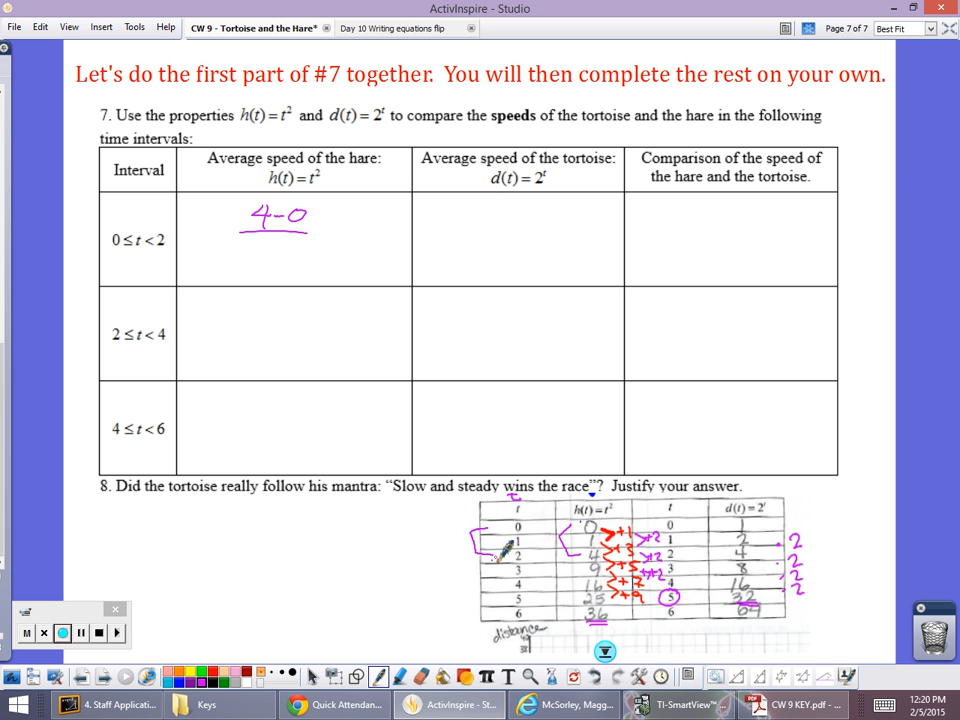 ActivInspire - Studio
File Edit View Insert Tools Help CW 9 - Tortoise and the Hare* Day 10 Writing equations flip Page 7 of 7 Best Fit
Let's do the first part of #7 together. You will then complete the rest on your own.
7. Use the properties h(t) = t² and d(t) = 2ᵗ to compare the speeds of the tortoise and the hare in the following
time intervals:
Interval
Average speed of the hare:
h(t) = t²
Average speed of the tortoise:
d(t) = 2ᵗ
Comparison of the speed of
the hare and the tortoise.
0 ≤ t < 2
4-0
2 ≤ t < 4
4 ≤ t < 6
8. Did the tortoise really follow his mantra: “Slow and steady wins the race”? Justify your answer.
t
t h(t) = t² t d(t) = 2ᵗ
0 0 +1 0 1
1 1 +3 +2 1 2 2
2 4 +5 +2 2 4 2
3 9 +7 +2 3 8 2
4 16 +9 4 16 2
5 25 5 32
6 36 6 64
distance
M
12:20 PM
4. Staff Applicatio... Keys ActivInspire - St... McSorley, Magg... TI-SmartView™ ... CW 9 KEY.pdf - ...
2/5/2015